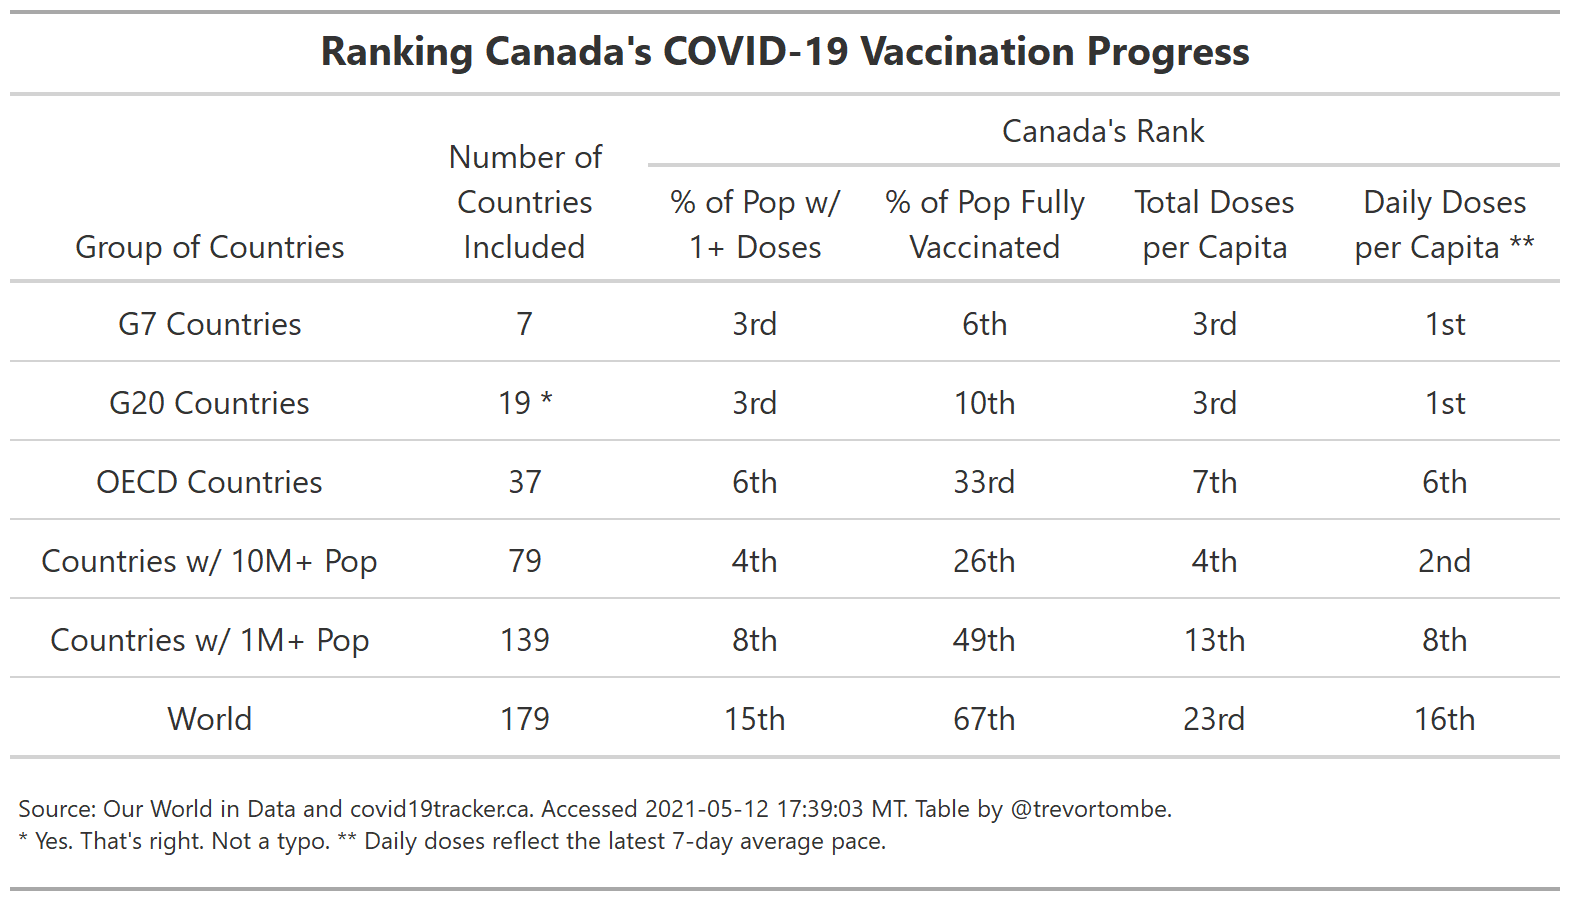 Ranking Canada's COVID-19 Vaccination Progress
Canada's Rank
Group of Countries
Number of
Countries
Included
% of Pop w/
1+ Doses
% of Pop Fully
Vaccinated
Total Doses
per Capita
Daily Doses
per Capita **
G7 Countries 7 3rd 6th 3rd 1st
G20 Countries 19 * 3rd 10th 3rd 1st
OECD Countries 37 6th 33rd 7th 6th
Countries w/ 10M+ Pop 79 4th 26th 4th 2nd
Countries w/ 1M+ Pop 139 8th 49th 13th 8th
World 179 15th 67th 23rd 16th
Source: Our World in Data and covid19tracker.ca. Accessed 2021-05-12 17:39:03 MT. Table by @trevortombe.
* Yes. That's right. Not a typo. ** Daily doses reflect the latest 7-day average pace.